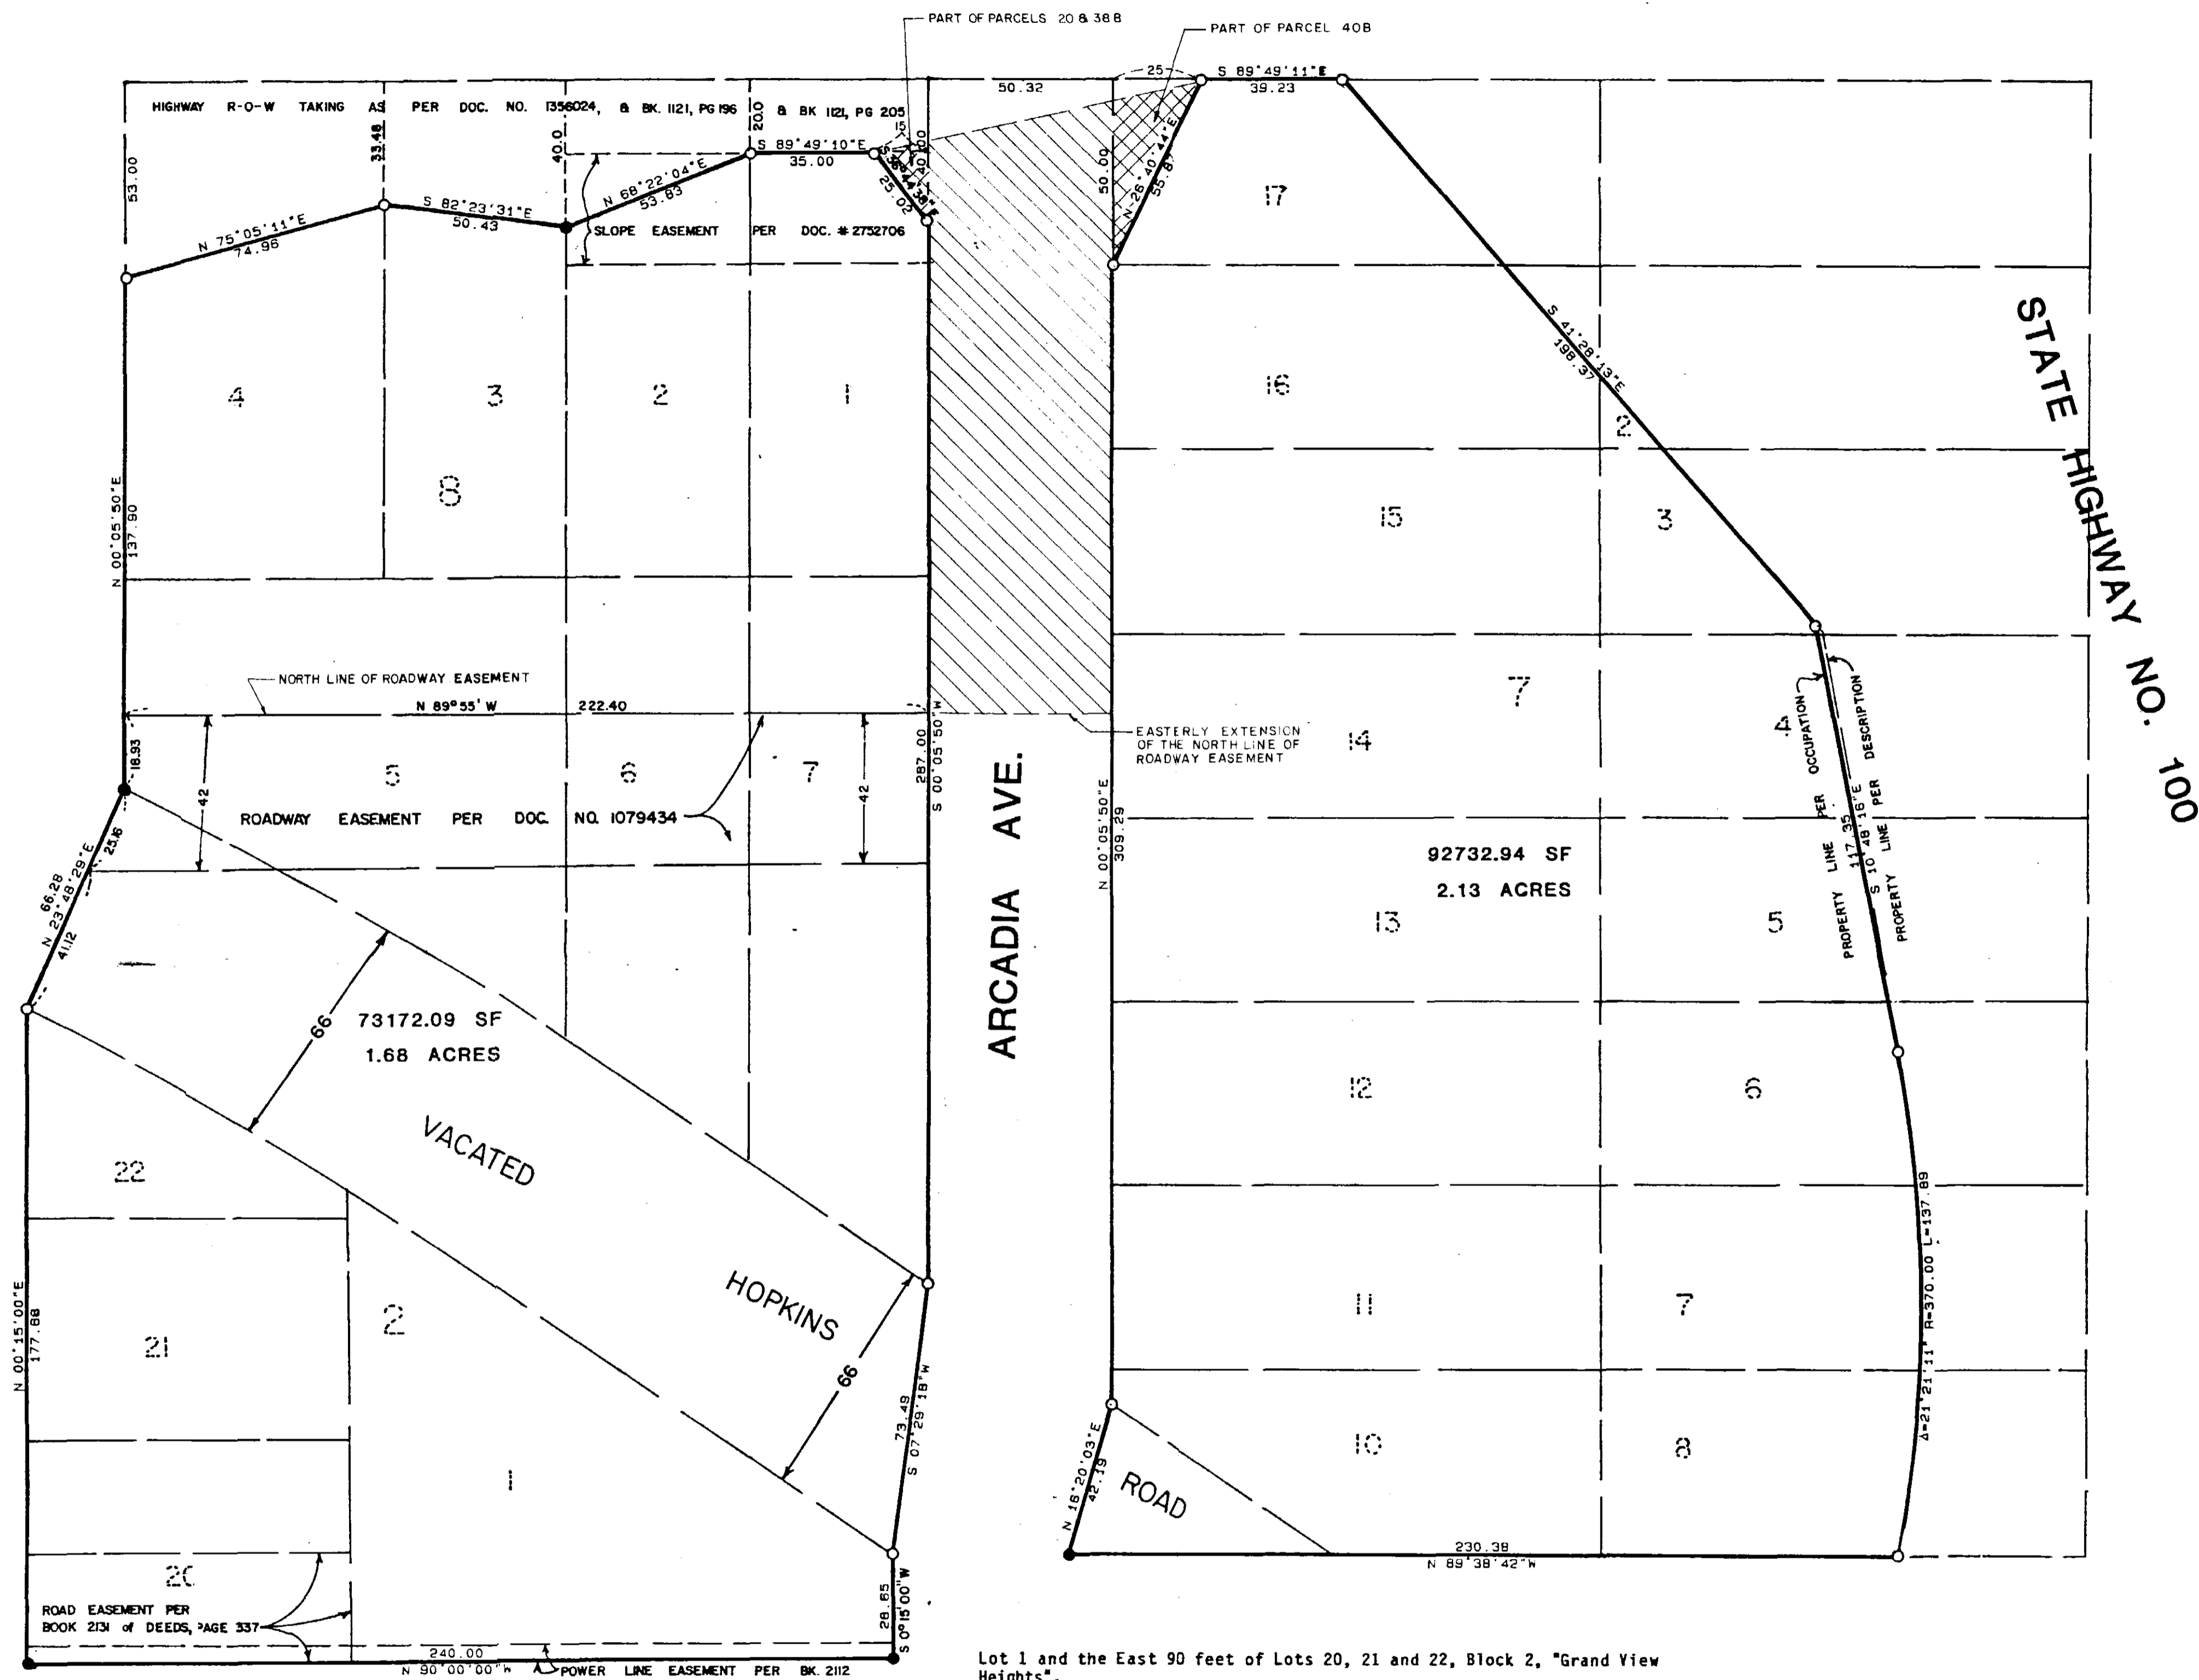 PART OF PARCELS 20 & 38B
PART OF PARCEL 40B
25
S 89°49'11"E
39.23
50.32
HIGHWAY R-O-W TAKING AS PER DOC. NO. 1356024, & BK. 1121, PG 196 & BK 1121, PG 205
53.00
33.48
40.0
20.0
15
40.00
S 89°49'10"E
35.00
25.02
N 68°22'04"E
53.83
S 82°23'31"E
50.43
N 75°05'11"E
74.96
SLOPE EASEMENT PER DOC. # 2752706
50.00
N 26°40'44"E
55.87
17
16
15
14
13
12
11
10
2
3
4
5
6
7
8
7
S 41°28'13"E
198.37
STATE HIGHWAY NO. 100
4
3
2
1
8
N 00°05'50"E
137.90
NORTH LINE OF ROADWAY EASEMENT
N 89°55' W 222.40
18.93
42
5
6
7
42
287.00
S 00°05'50"W
ROADWAY EASEMENT PER DOC. NO. 1079434
EASTERLY EXTENSION
OF THE NORTH LINE OF
ROADWAY EASEMENT
ARCADIA AVE.
N 00°05'50"E
309.29
92732.94 SF
2.13 ACRES
PROPERTY LINE PER OCCUPATION
117.35
S 10°48'16"E
PROPERTY LINE PER DESCRIPTION
66.28
N 23°48'29"E
25.16
41.12
66
73172.09 SF
1.68 ACRES
VACATED
HOPKINS
66
ROAD
22
21
2
1
N 00°15'00"E
177.88
73.49
S 07°29'18"W
N 16°20'03"E
42.19
Δ=21°21'11" R=370.00 L=137.89
230.38
N 89°38'42"W
ROAD EASEMENT PER
BOOK 2131 of DEEDS, PAGE 337
28.65
S 0°15'00"W
240.00
N 90°00'00"W
POWER LINE EASEMENT PER BK. 2112
Lot 1 and the East 90 feet of Lots 20, 21 and 22, Block 2, "Grand View
Heights".